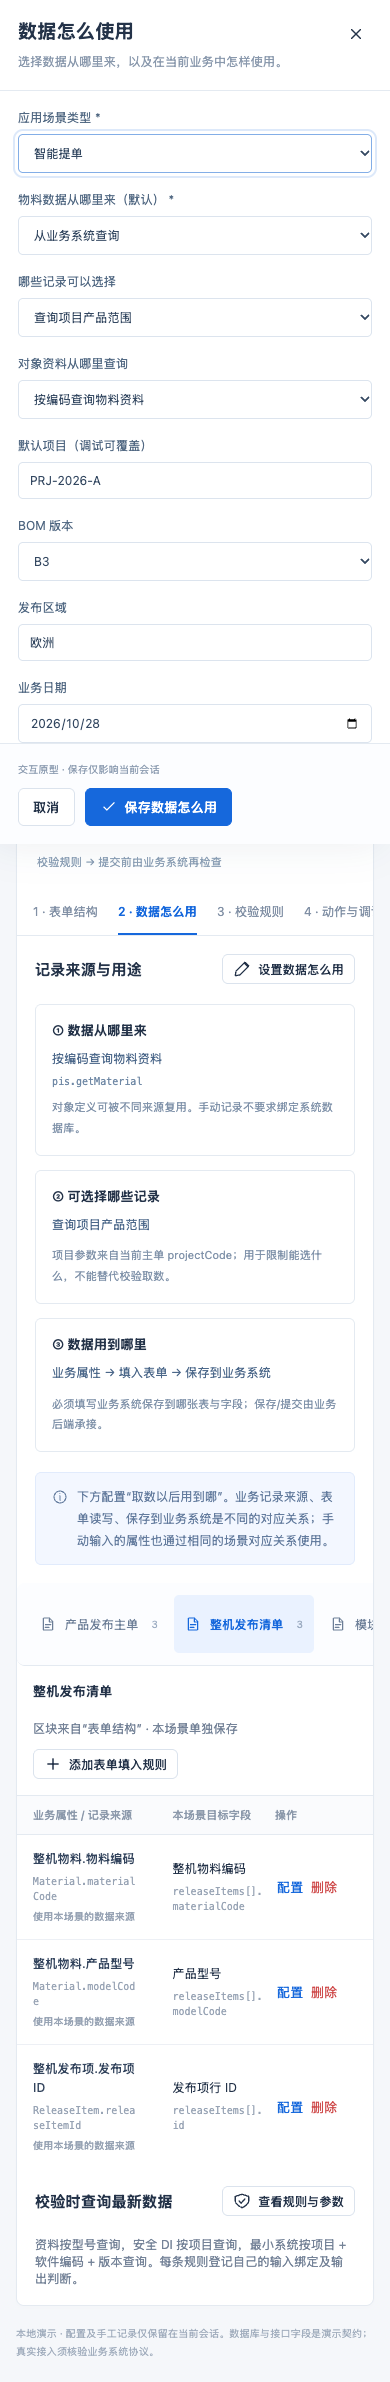 数据怎么使用
选择数据从哪里来，以及在当前业务中怎样使用。
应用场景类型 *
智能提单
物料数据从哪里来（默认） *
从业务系统查询
哪些记录可以选择
查询项目产品范围
对象资料从哪里查询
按编码查询物料资料
默认项目（调试可覆盖）
PRJ-2026-A
BOM 版本
B3
发布区域
欧洲
业务日期
2026/10/28
交互原型 · 保存仅影响当前会话
取消
保存数据怎么用
校验规则 → 提交前由业务系统再检查
1 · 表单结构 2 · 数据怎么用 3 · 校验规则 4 · 动作与调
记录来源与用途
设置数据怎么用
① 数据从哪里来
按编码查询物料资料
pis.getMaterial
对象定义可被不同来源复用。手动记录不要求绑定系统数
据库。
② 可选择哪些记录
查询项目产品范围
项目参数来自当前主单 projectCode；用于限制能选什
么，不能替代校验取数。
③ 数据用到哪里
业务属性 → 填入表单 → 保存到业务系统
必须填写业务系统保存到哪张表与字段；保存/提交由业务
后端承接。
下方配置“取数以后用到哪”。业务记录来源、表
单读写、保存到业务系统是不同的对应关系；手
动输入的属性也通过相同的场景对应关系使用。
产品发布主单 3 整机发布清单 3 模块
整机发布清单
区块来自“表单结构” · 本场景单独保存
添加表单填入规则
业务属性 / 记录来源 本场景目标字段 操作
整机物料.物料编码
Material.material
Code
使用本场景的数据来源
整机物料编码
releaseItems[].
materialCode
配置 删除
整机物料.产品型号
Material.modelCod
e
使用本场景的数据来源
产品型号
releaseItems[].
modelCode
配置 删除
整机发布项.发布项
ID
ReleaseItem.relea
seItemId
使用本场景的数据来源
发布项行 ID
releaseItems[].
id
配置 删除
校验时查询最新数据
查看规则与参数
资料按型号查询，安全 DI 按项目查询，最小系统按项目 +
软件编码 + 版本查询。每条规则登记自己的输入绑定及输
出判断。
本地演示 · 配置及手工记录仅保留在当前会话。数据库与接口字段是演示契约；
真实接入须核验业务系统协议。